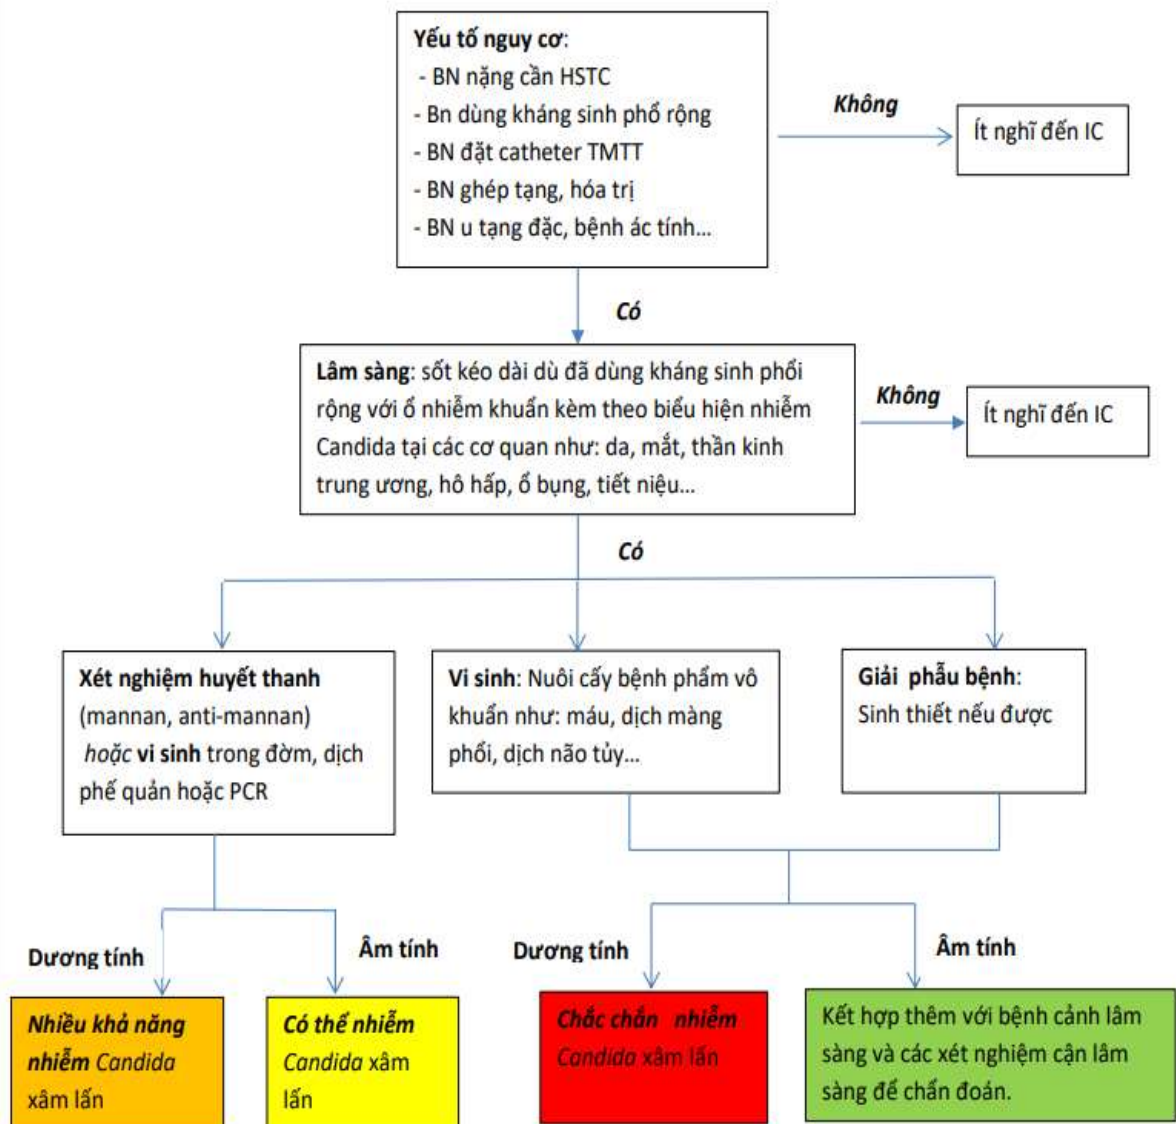 Yếu tố nguy cơ:
- BN nặng cần HSTC
- Bn dùng kháng sinh phổ rộng
- BN đặt catheter TMTT
- BN ghép tạng, hóa trị
- BN u tạng đặc, bệnh ác tính...
Không
Ít nghĩ đến IC
Có
Lâm sàng: sốt kéo dài dù đã dùng kháng sinh phổi
rộng với ổ nhiễm khuẩn kèm theo biểu hiện nhiễm
Candida tại các cơ quan như: da, mắt, thần kinh
trung ương, hô hấp, ổ bụng, tiết niệu...
Không
Ít nghĩ đến IC
Có
Xét nghiệm huyết thanh
(mannan, anti-mannan)
hoặc vi sinh trong đờm, dịch
phế quản hoặc PCR
Vi sinh: Nuôi cấy bệnh phẩm vô
khuẩn như: máu, dịch màng
phổi, dịch não tủy...
Giải phẫu bệnh:
Sinh thiết nếu được
Dương tính
Âm tính
Dương tính
Âm tính
Nhiều khả năng
nhiễm Candida
xâm lấn
Có thể nhiễm
Candida xâm
lấn
Chắc chắn nhiễm
Candida xâm lấn
Kết hợp thêm với bệnh cảnh lâm
sàng và các xét nghiệm cận lâm
sàng để chẩn đoán.